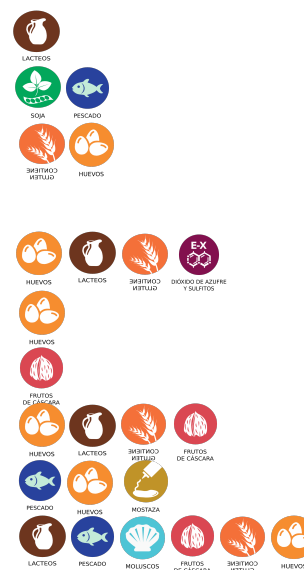 LACTEOS
SOJA PESCADO
CONTIENE
GLUTEN HUEVOS
E-X
HUEVOS LACTEOS CONTIENE
GLUTEN DIÓXIDO DE AZUFRE
Y SULFITOS
HUEVOS
FRUTOS
DE CÁSCARA
HUEVOS LACTEOS CONTIENE
GLUTEN FRUTOS
DE CÁSCARA
PESCADO HUEVOS MOSTAZA
LACTEOS PESCADO MOLUSCOS FRUTOS
DE CÁSCARA CONTIENE
GLUTEN HUEVOS